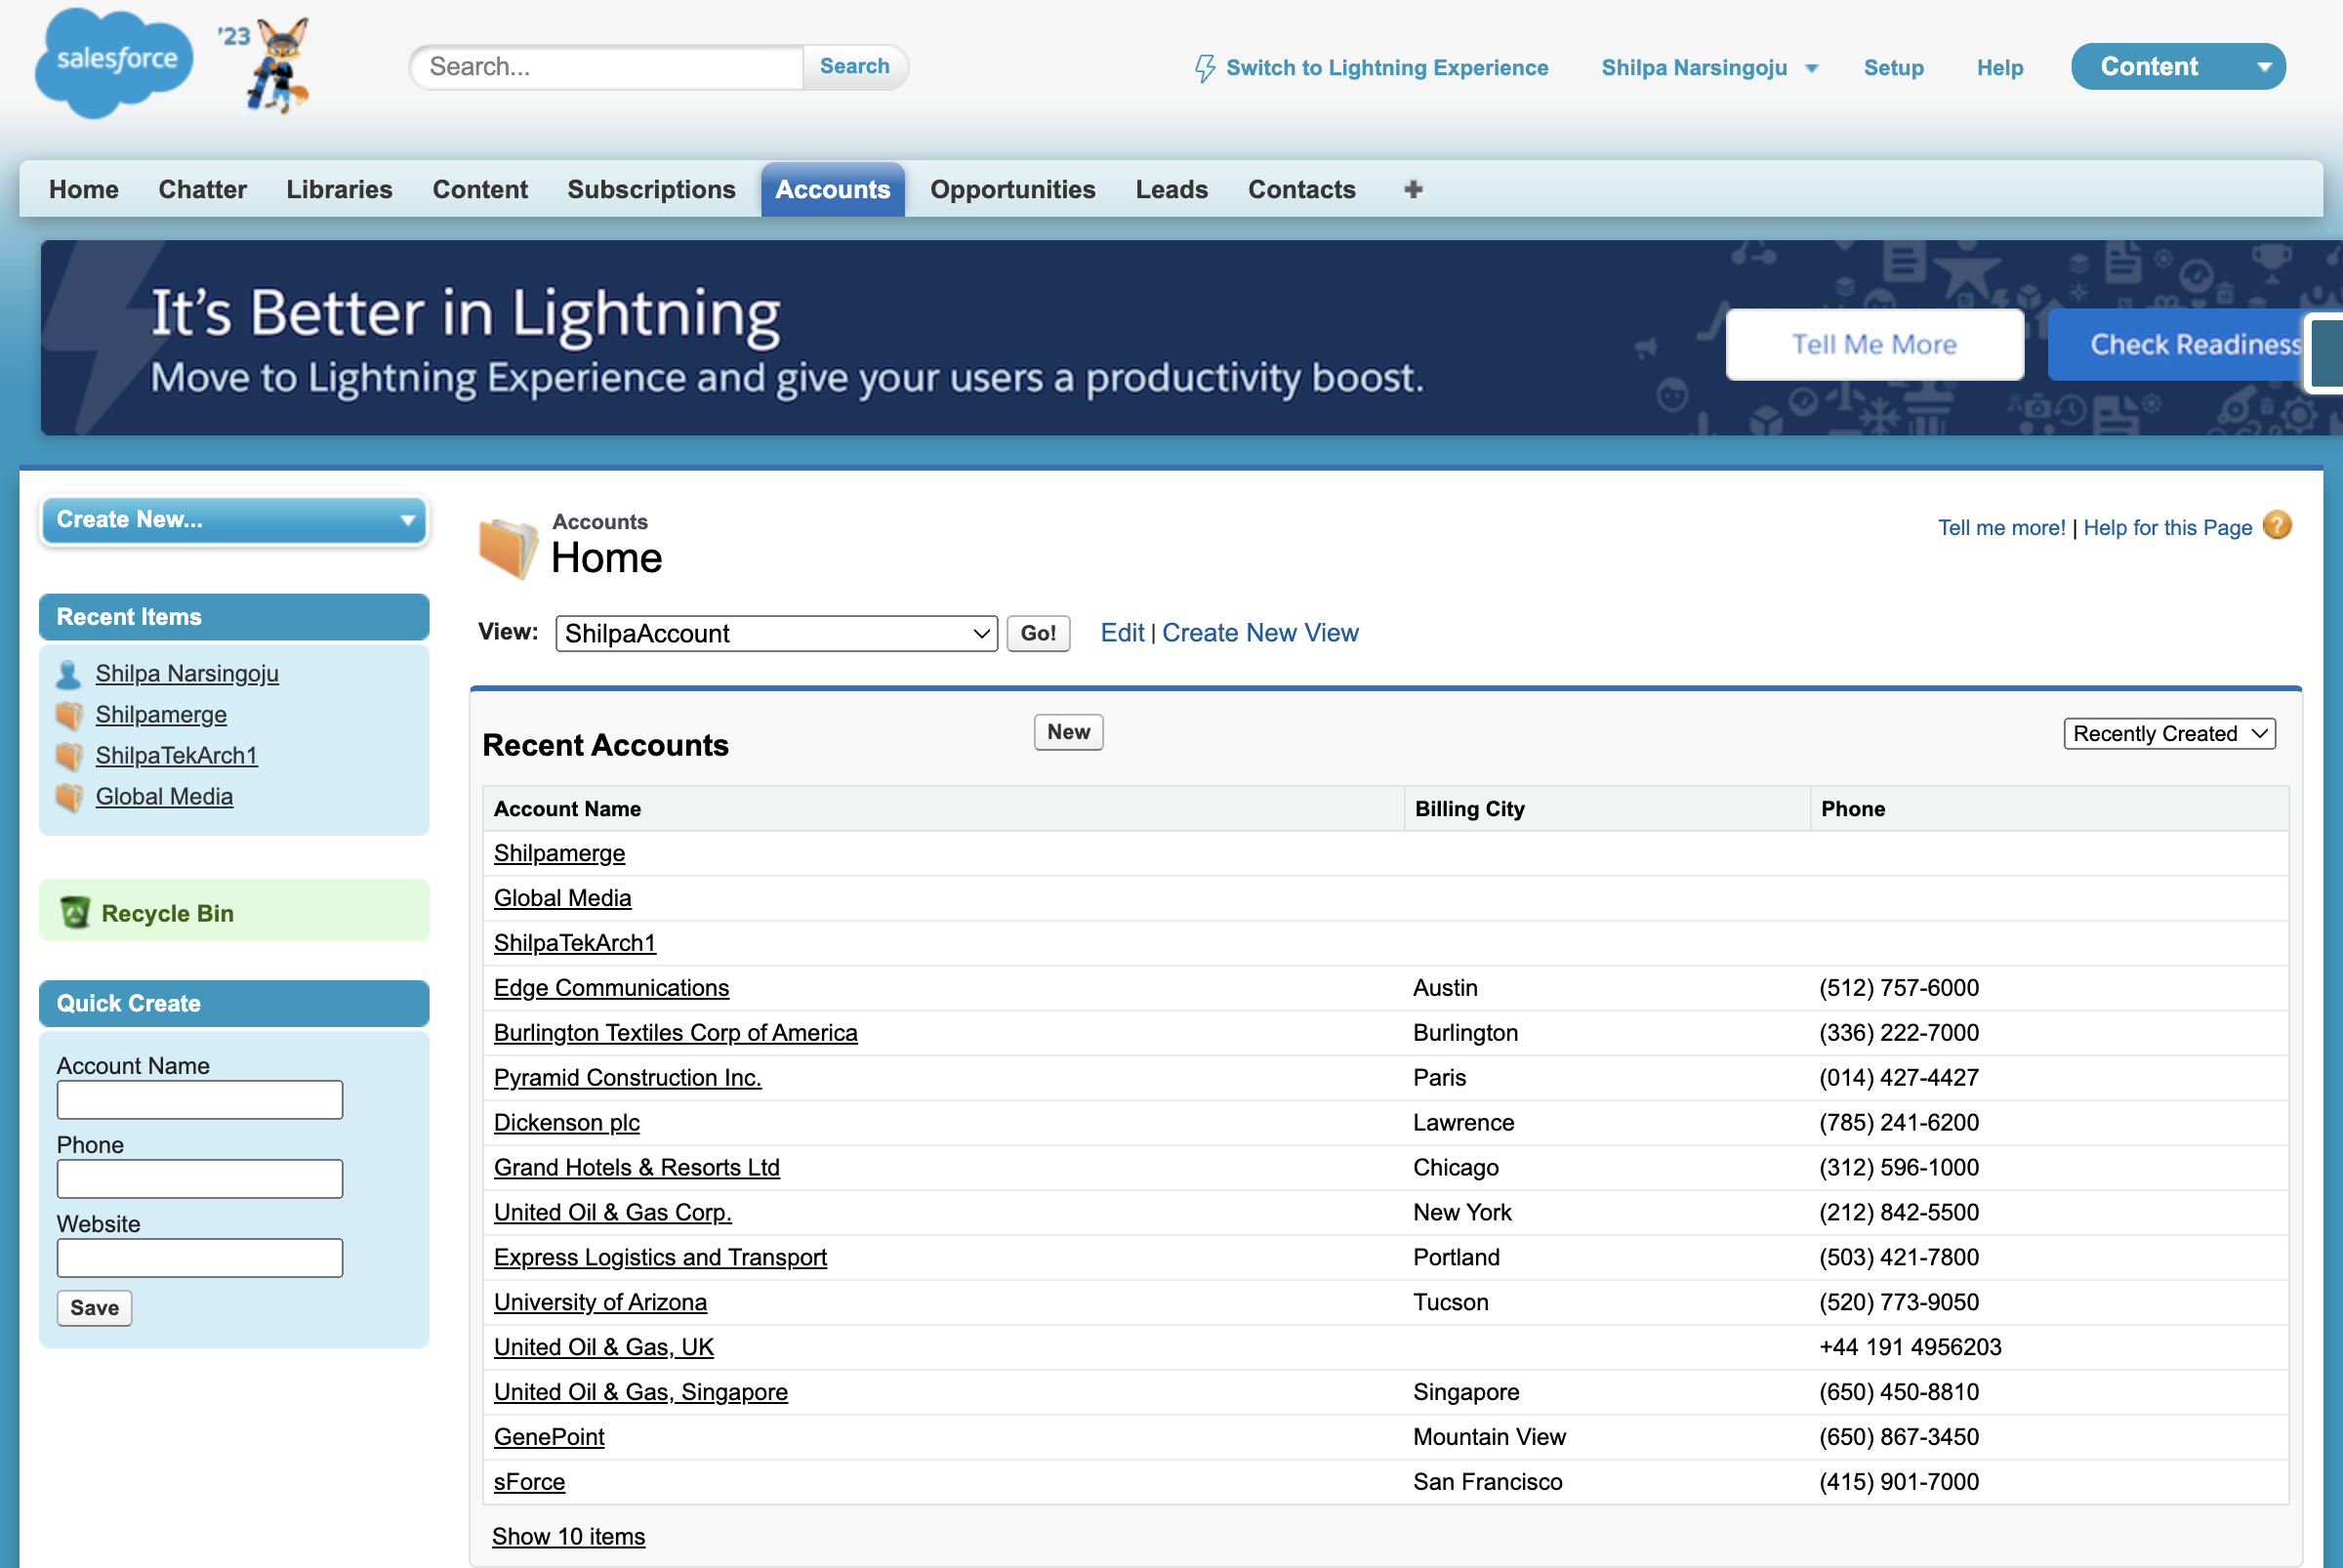 salesforce
'23
Search...
Search
Switch to Lightning Experience
Shilpa Narsingoju
Setup
Help
Content
Home
Chatter
Libraries
Content
Subscriptions
Accounts
Opportunities
Leads
Contacts
+
It's Better in Lightning
Move to Lightning Experience and give your users a productivity boost.
Tell Me More
Check Readiness
Create New...
Recent Items
Shilpa Narsingoju
Shilpamerge
ShilpaTekArch1
Global Media
Recycle Bin
Quick Create
Account Name
Phone
Website
Save
Accounts
Home
Tell me more! | Help for this Page ?
View: ShilpaAccount Go! Edit | Create New View
Recent Accounts New Recently Created
Account Name Billing City Phone
Shilpamerge
Global Media
ShilpaTekArch1
Edge Communications Austin (512) 757-6000
Burlington Textiles Corp of America Burlington (336) 222-7000
Pyramid Construction Inc. Paris (014) 427-4427
Dickenson plc Lawrence (785) 241-6200
Grand Hotels & Resorts Ltd Chicago (312) 596-1000
United Oil & Gas Corp. New York (212) 842-5500
Express Logistics and Transport Portland (503) 421-7800
University of Arizona Tucson (520) 773-9050
United Oil & Gas, UK +44 191 4956203
United Oil & Gas, Singapore Singapore (650) 450-8810
GenePoint Mountain View (650) 867-3450
sForce San Francisco (415) 901-7000
Show 10 items